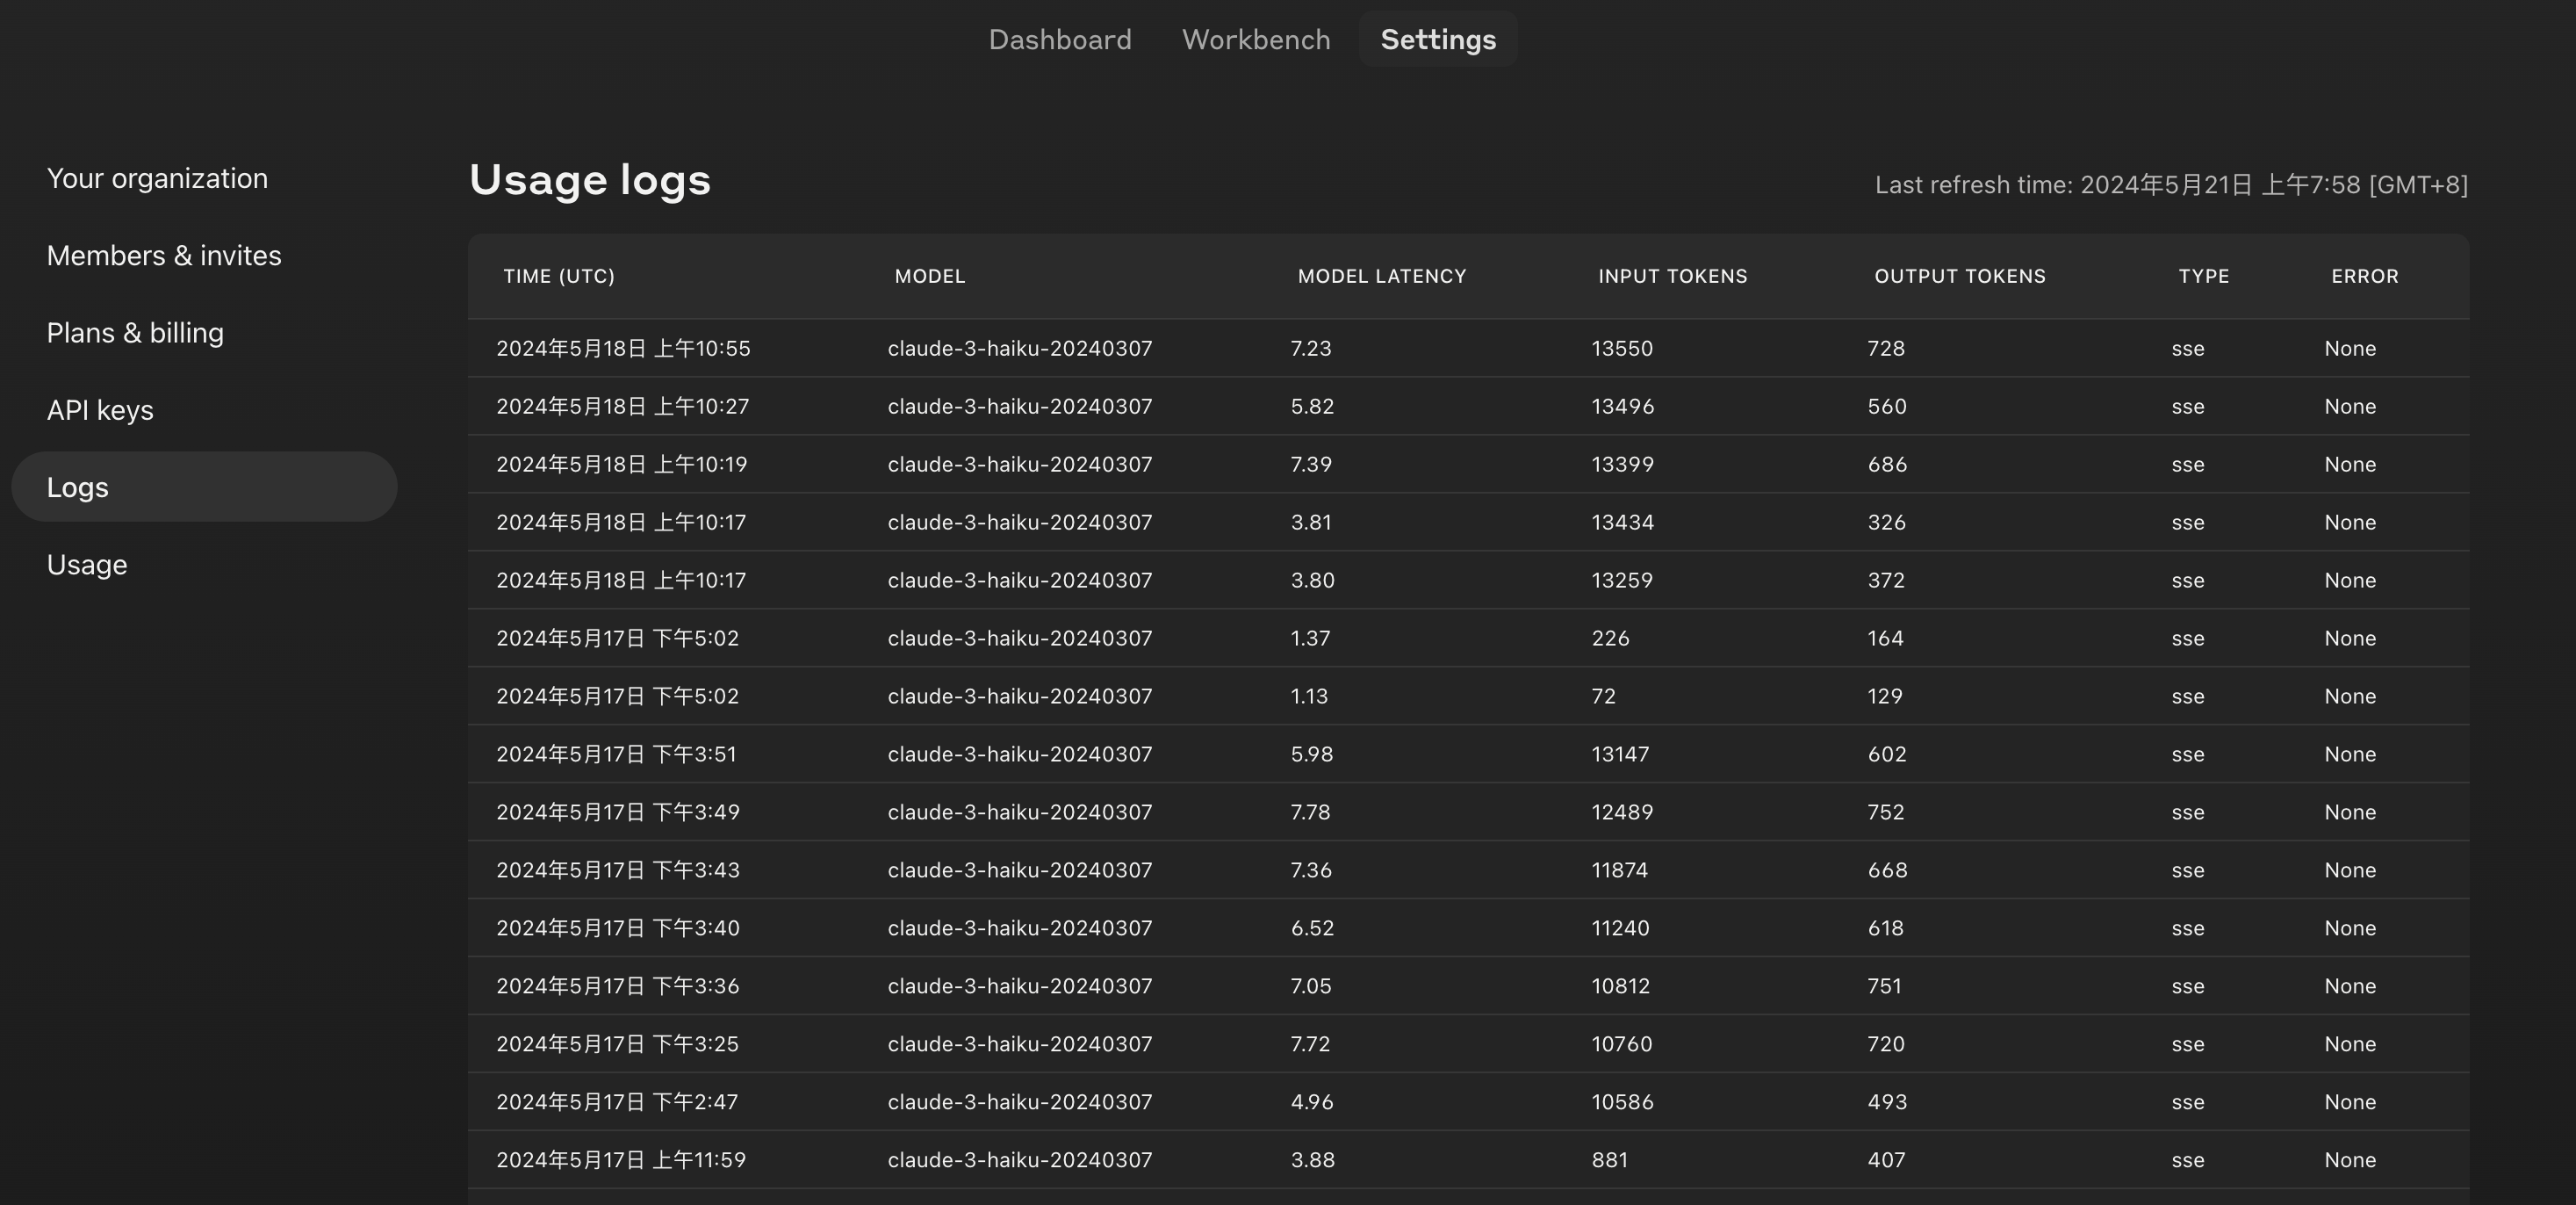 Dashboard Workbench Settings
Your organization
Members & invites
Plans & billing
API keys
Logs
Usage
Usage logs
Last refresh time: 2024年5月21日 上午7:58 [GMT+8]
TIME (UTC) MODEL MODEL LATENCY INPUT TOKENS OUTPUT TOKENS TYPE ERROR
2024年5月18日 上午10:55 claude-3-haiku-20240307 7.23 13550 728 sse None
2024年5月18日 上午10:27 claude-3-haiku-20240307 5.82 13496 560 sse None
2024年5月18日 上午10:19 claude-3-haiku-20240307 7.39 13399 686 sse None
2024年5月18日 上午10:17 claude-3-haiku-20240307 3.81 13434 326 sse None
2024年5月18日 上午10:17 claude-3-haiku-20240307 3.80 13259 372 sse None
2024年5月17日 下午5:02 claude-3-haiku-20240307 1.37 226 164 sse None
2024年5月17日 下午5:02 claude-3-haiku-20240307 1.13 72 129 sse None
2024年5月17日 下午3:51 claude-3-haiku-20240307 5.98 13147 602 sse None
2024年5月17日 下午3:49 claude-3-haiku-20240307 7.78 12489 752 sse None
2024年5月17日 下午3:43 claude-3-haiku-20240307 7.36 11874 668 sse None
2024年5月17日 下午3:40 claude-3-haiku-20240307 6.52 11240 618 sse None
2024年5月17日 下午3:36 claude-3-haiku-20240307 7.05 10812 751 sse None
2024年5月17日 下午3:25 claude-3-haiku-20240307 7.72 10760 720 sse None
2024年5月17日 下午2:47 claude-3-haiku-20240307 4.96 10586 493 sse None
2024年5月17日 上午11:59 claude-3-haiku-20240307 3.88 881 407 sse None